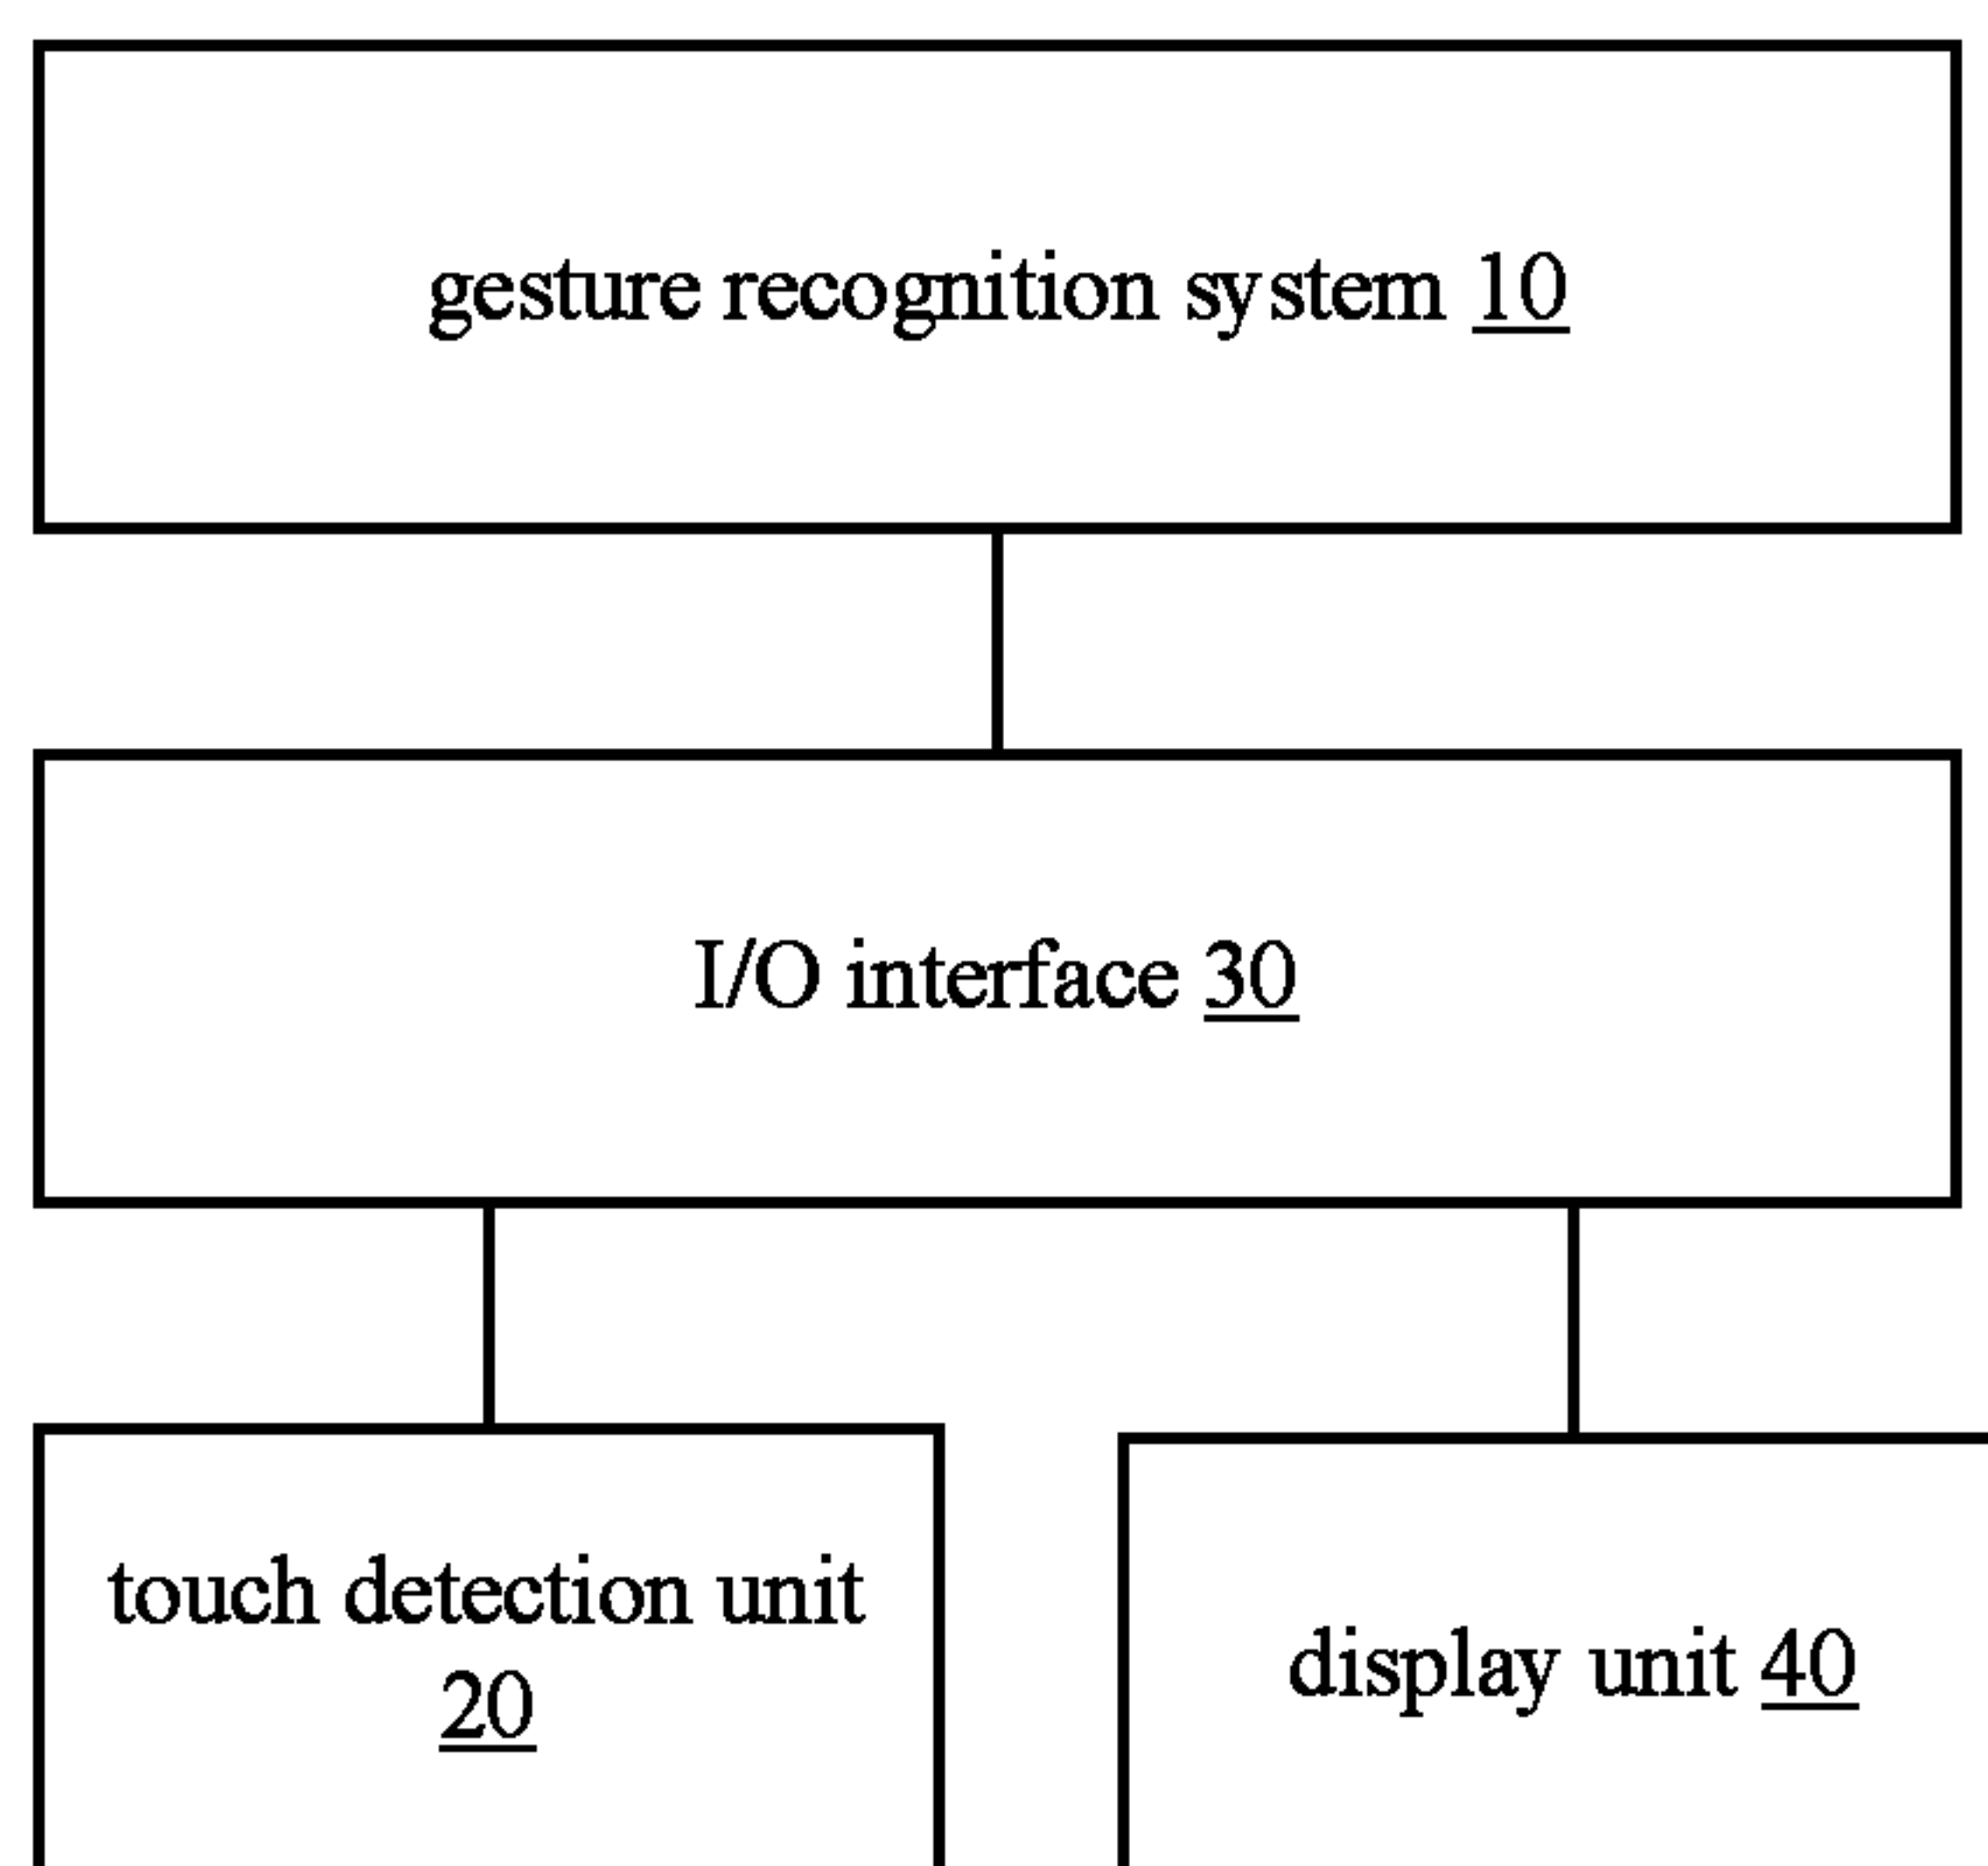 gesture recognition system 10
I/O interface 30
touch detection unit
20
display unit 40